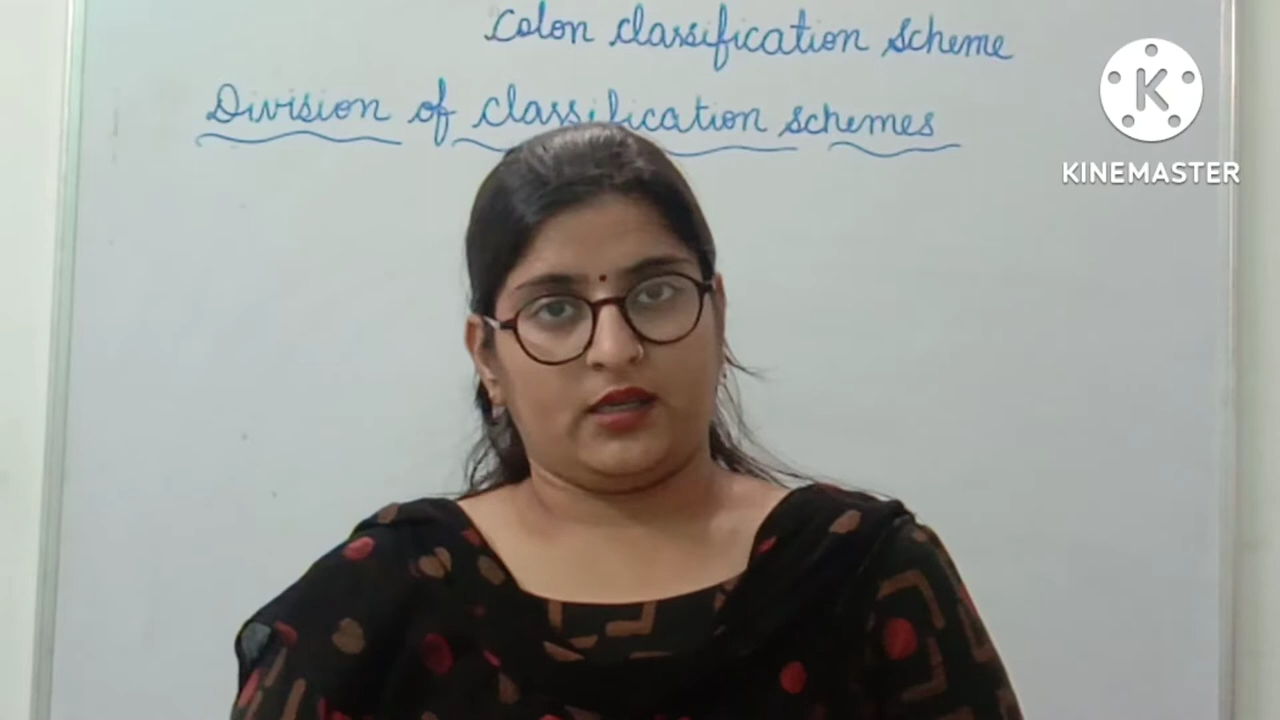 Colon classification Scheme
Division of classification schemes
K
KINEMASTER